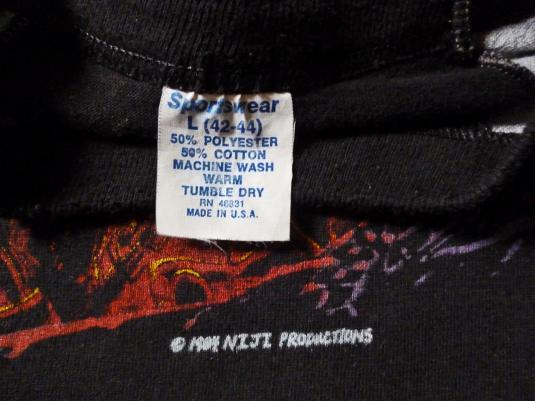 Sportswear
L (42-44)
50% POLYESTER
50% COTTON
MACHINE WASH
WARM
TUMBLE DRY
RN 46831
MADE IN U.S.A.
© 1984 NIJI PRODUCTIONS